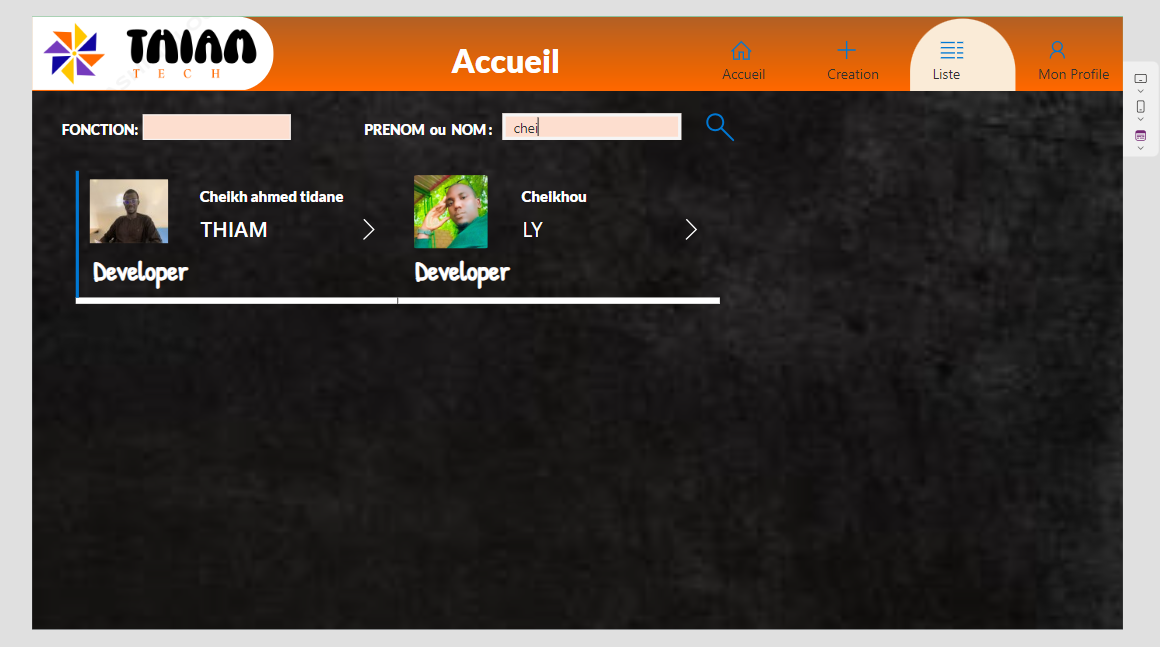 THIAM
TECH
Accueil
Accueil
Creation
Liste
Mon Profile
FONCTION:
PRENOM ou NOM :
chei
Cheikh ahmed tidane
THIAM
Developer
Cheikhou
LY
Developer